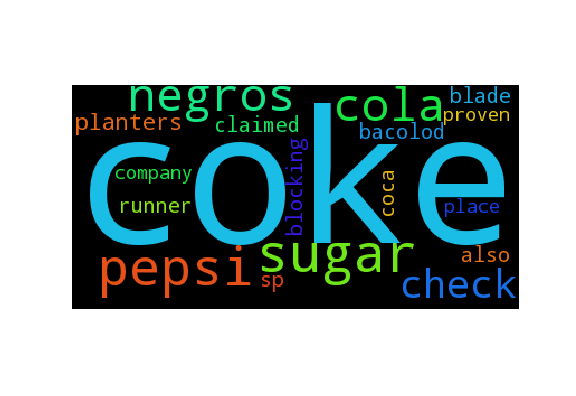 negros cola blade
planters claimed bacolod proven
coke
company blocking coca
runner place
pepsi sugar also
sp check